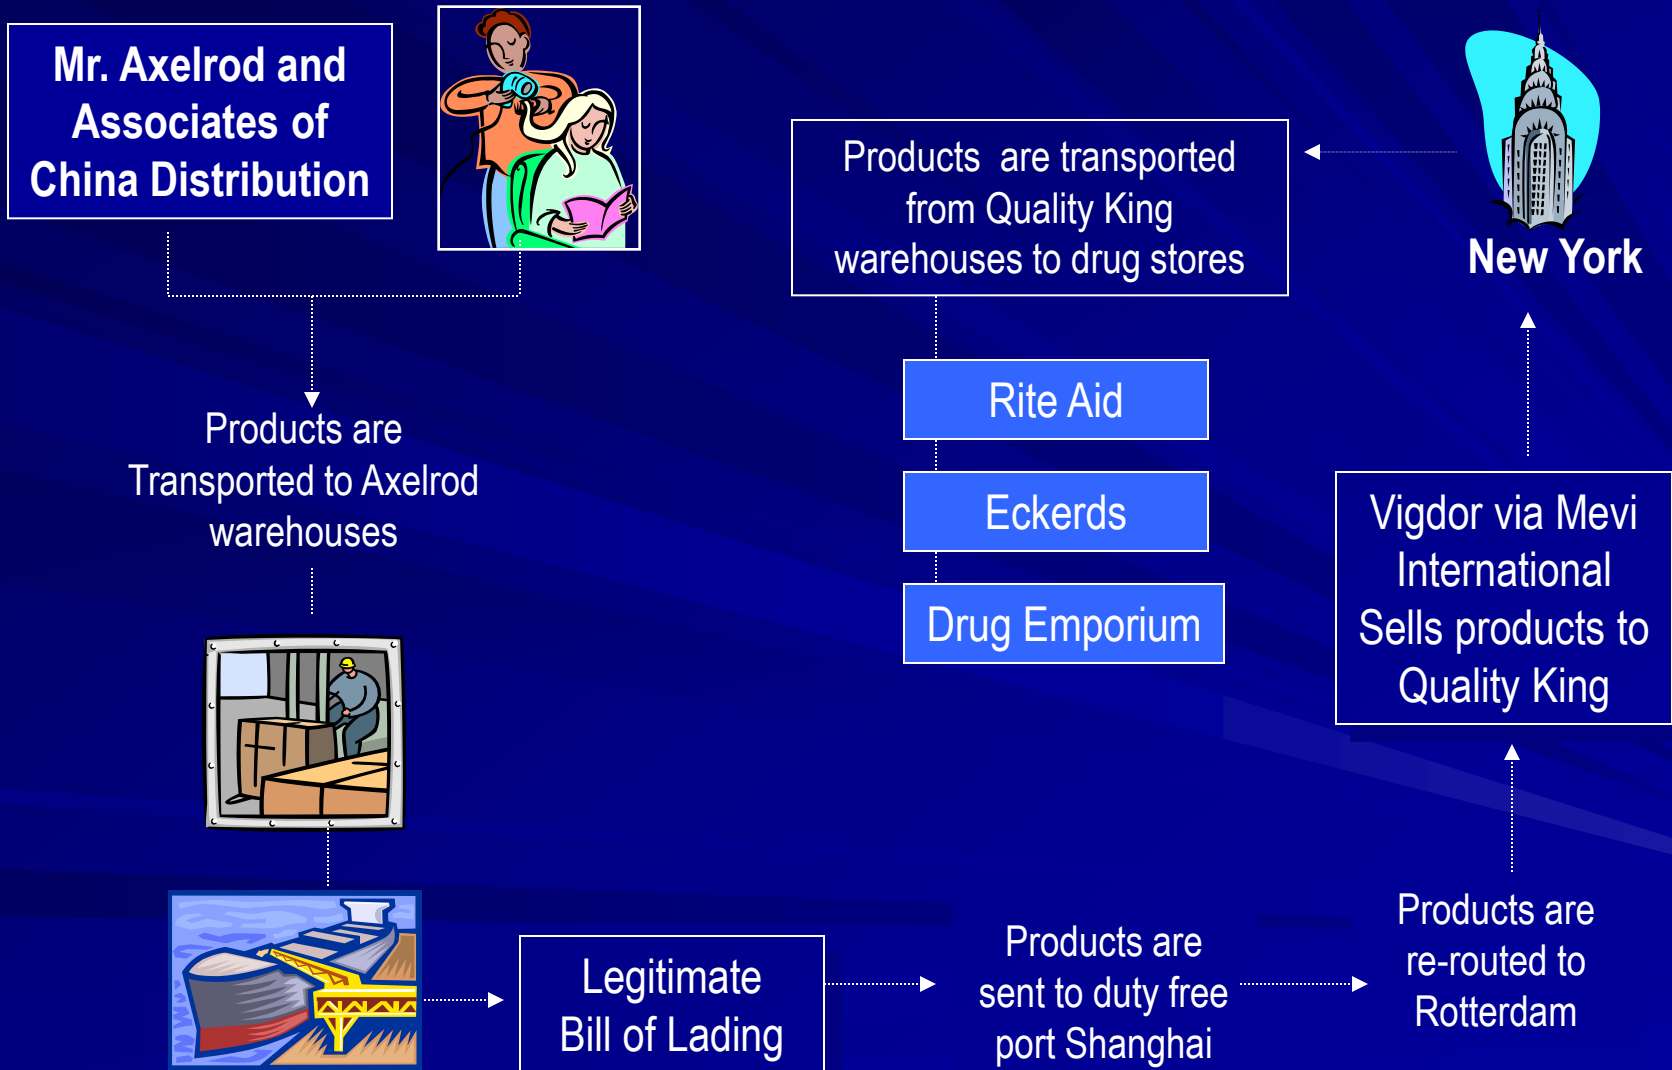 Mr. Axelrod and
Associates of
China Distribution
Products are
Transported to Axelrod
warehouses
Legitimate
Bill of Lading
Products are
sent to duty free
port Shanghai
Products are
re-routed to
Rotterdam
Vigdor via Mevi
International
Sells products to
Quality King
New York
Products  are transported
from Quality King
warehouses to drug stores
Rite Aid
Eckerds
Drug Emporium